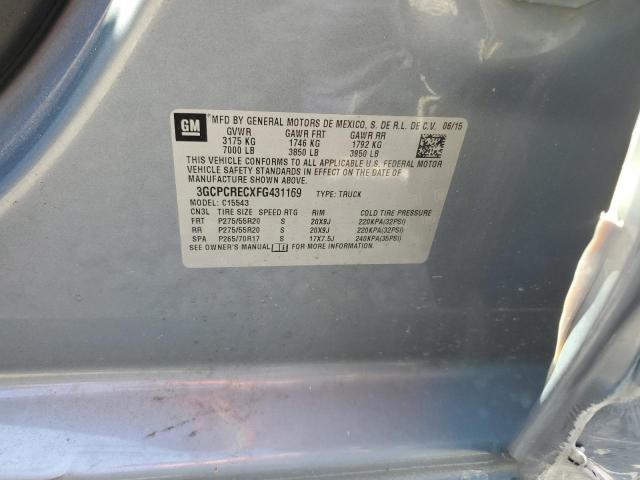 GM
MFD BY GENERAL MOTORS DE MEXICO, S. DE R.L. DE C.V. 06/15
GVWR GAWR FRT GAWR RR
3175 KG 1746 KG 1792 KG
7000 LB 3850 LB 3950 LB
THIS VEHICLE CONFORMS TO ALL APPLICABLE U.S. FEDERAL MOTOR
VEHICLE SAFETY STANDARDS IN EFFECT ON THE DATE OF
MANUFACTURE SHOWN ABOVE.
3GCPCRECXFG431169 TYPE: TRUCK
MODEL: C15543
CN3L TIRE SIZE SPEED RTG RIM COLD TIRE PRESSURE
FRT P275/55R20 S 20X9J 220KPA(32PSI)
RR P275/55R20 S 20X9J 220KPA(32PSI)
SPA P265/70R17 S 17X7.5J 240KPA(35PSI)
SEE OWNER'S MANUAL FOR MORE INFORMATION.